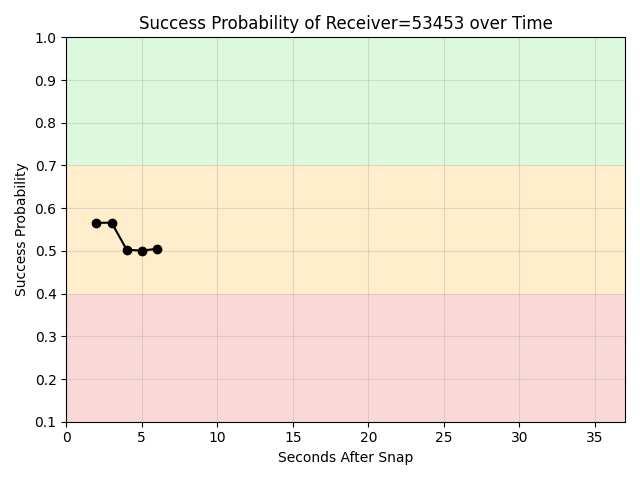 Success Probability of Receiver=53453 over Time
1.0
0.9
0.8
0.7
0.6
0.5
0.4
0.3
0.2
0.1
Success Probability
0 5 10 15 20 25 30 35
Seconds After Snap